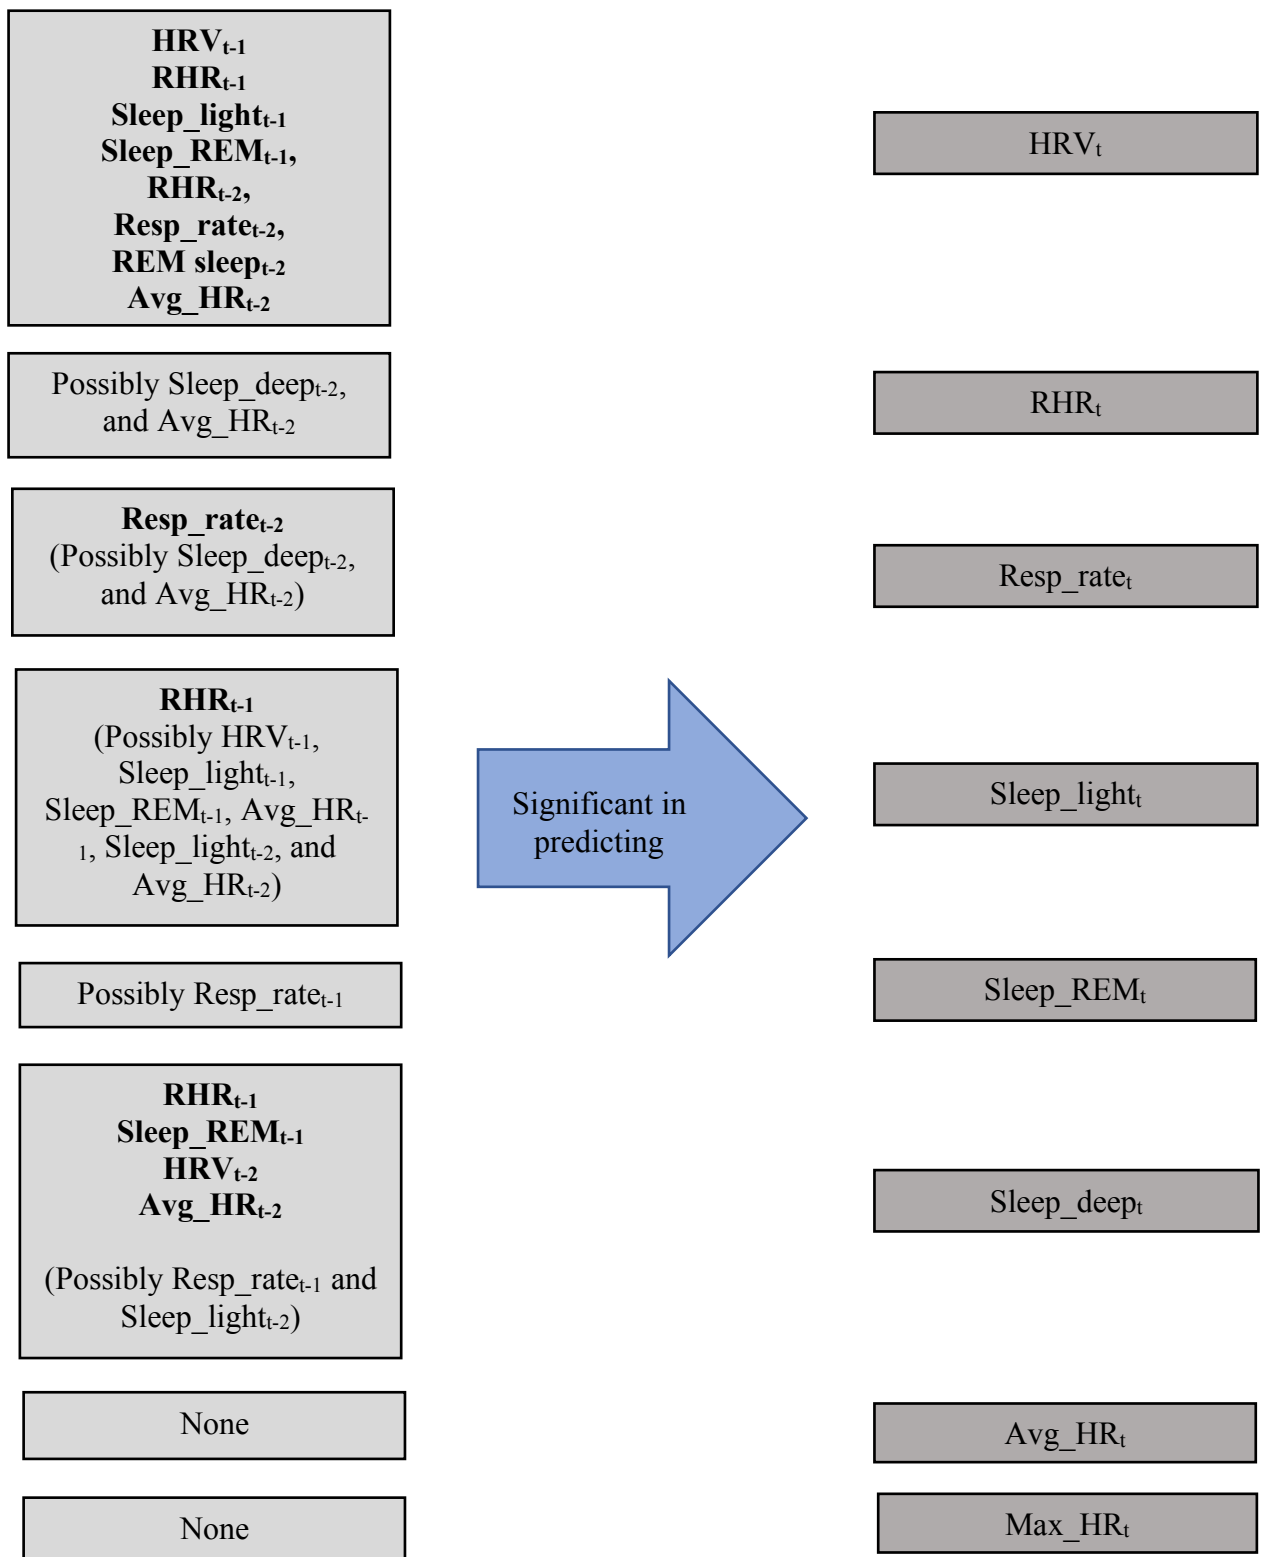 HRVt-1
RHRt-1
Sleep_lightt-1
Sleep_REMt-1,
RHRt-2,
Resp_ratet-2,
REM sleept-2
Avg_HRt-2
HRVt
Possibly Sleep_deept-2,
and Avg_HRt-2
RHRt
Resp_ratet-2
(Possibly Sleep_deept-2,
and Avg_HRt-2)
Resp_ratet
RHRt-1
(Possibly HRVt-1,
Sleep_lightt-1,
Sleep_REMt-1, Avg_HRt-
1, Sleep_lightt-2, and
Avg_HRt-2)
Significant in
predicting
Sleep_lightt
Possibly Resp_ratet-1
Sleep_REMt
RHRt-1
Sleep_REMt-1
HRVt-2
Avg_HRt-2
(Possibly Resp_ratet-1 and
Sleep_lightt-2)
Sleep_deept
None
Avg_HRt
None
Max_HRt